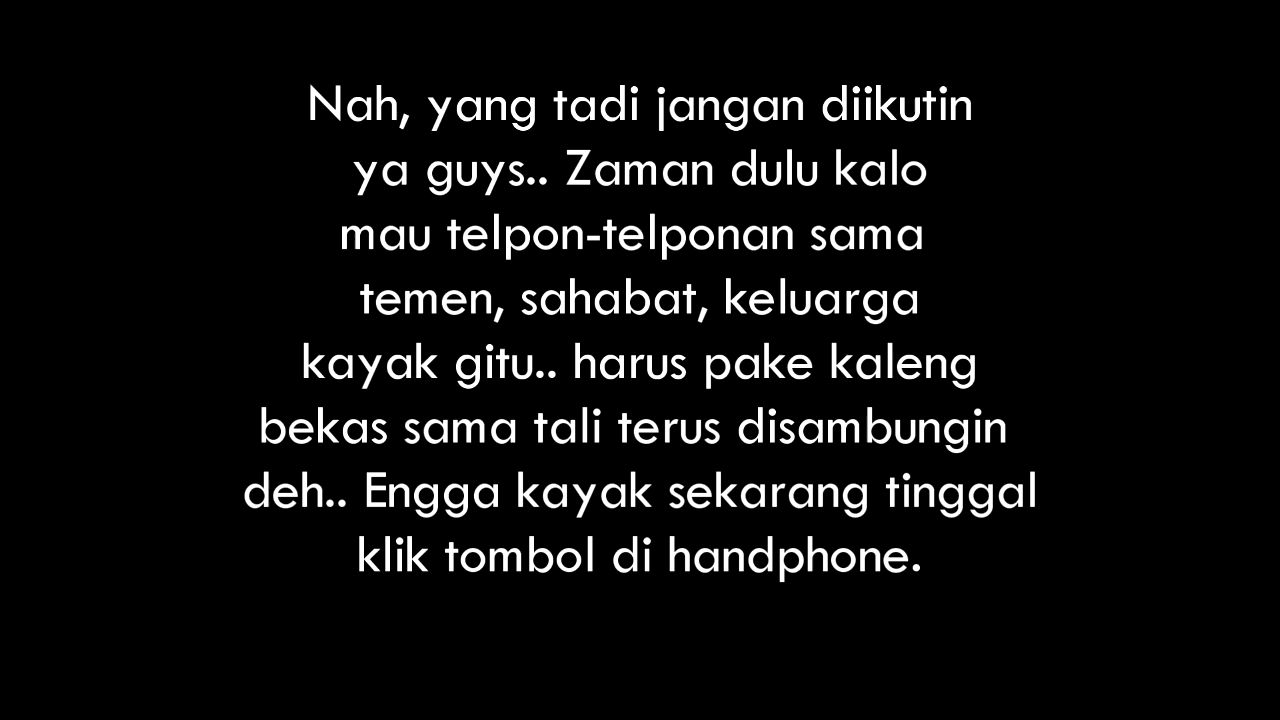 Nah, yang tadi jangan diikutin
ya guys.. Zaman dulu kalo
mau telpon-telponan sama
temen, sahabat, keluarga
kayak gitu.. harus pake kaleng
bekas sama tali terus disambungin
deh.. Engga kayak sekarang tinggal
klik tombol di handphone.